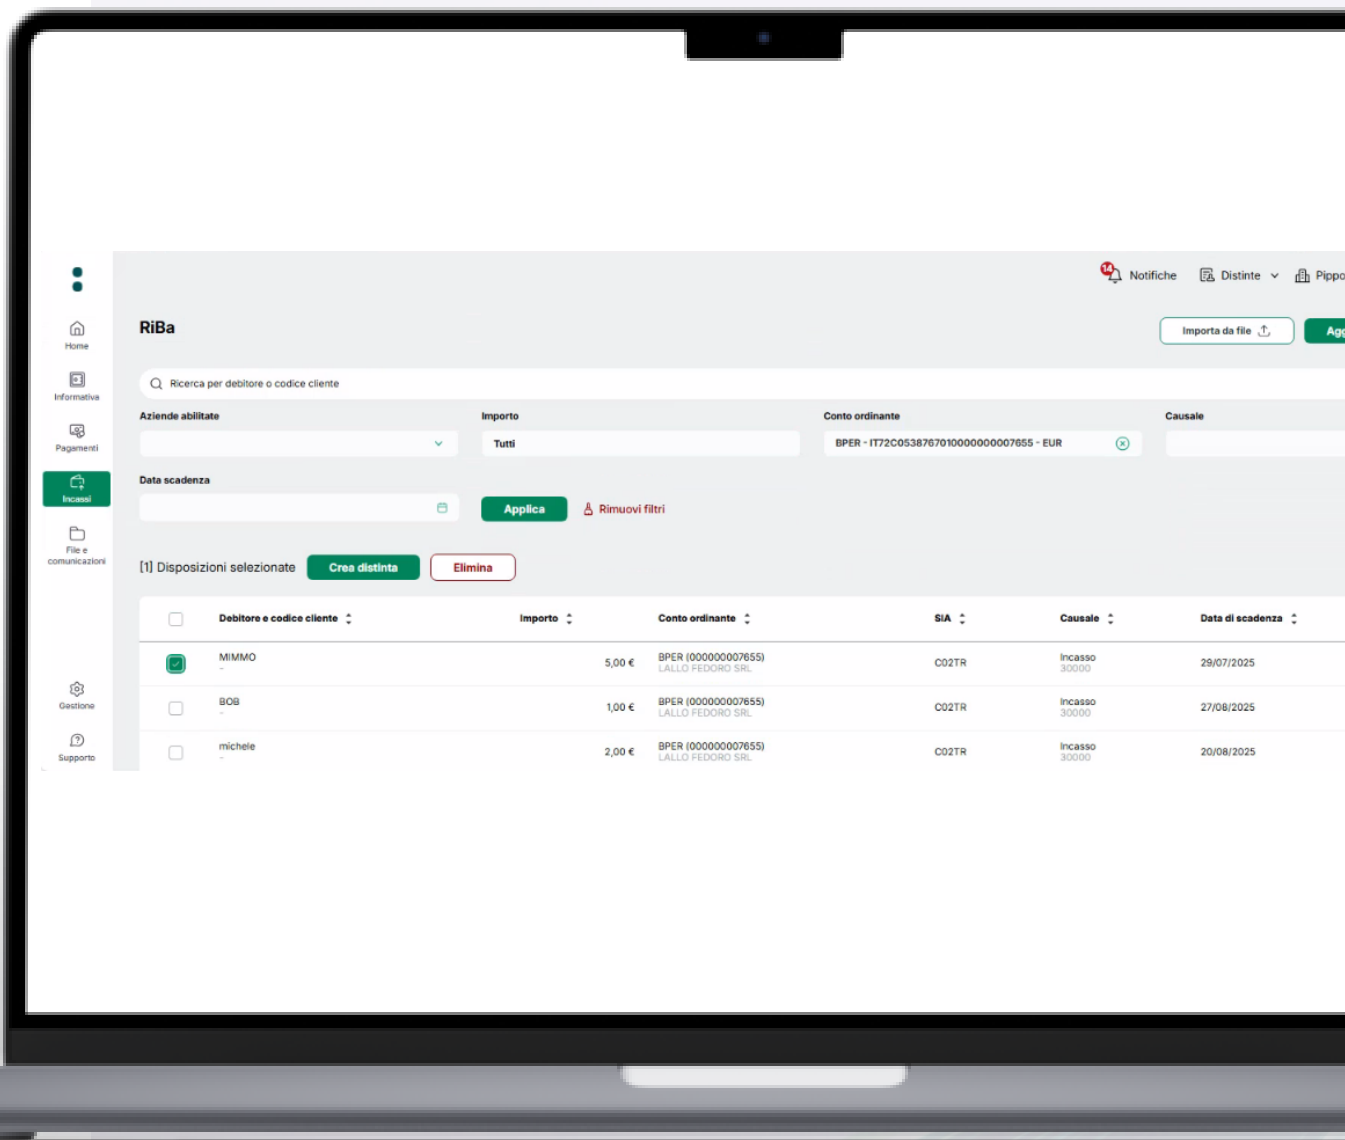 14
Notifiche
Distinte
Pippo
Home
RiBa
Importa da file
Agg
Ricerca per debitore o codice cliente
Informativa
Aziende abilitate
Importo
Conto ordinante
Causale
Pagamenti
Tutti
BPER - IT72C0538767010000000007655 - EUR
Data scadenza
Incassi
Applica
Rimuovi filtri
File e
comunicazioni
[1] Disposizioni selezionate
Crea distinta
Elimina
Debitore e codice cliente
Importo
Conto ordinante
SIA
Causale
Data di scadenza
MIMMO
-
5,00 €
BPER (000000007655)
LALLO FEDORO SRL
C02TR
Incasso
30000
29/07/2025
BOB
-
1,00 €
BPER (000000007655)
LALLO FEDORO SRL
C02TR
Incasso
30000
27/08/2025
michele
-
2,00 €
BPER (000000007655)
LALLO FEDORO SRL
C02TR
Incasso
30000
20/08/2025
Gestione
Supporto